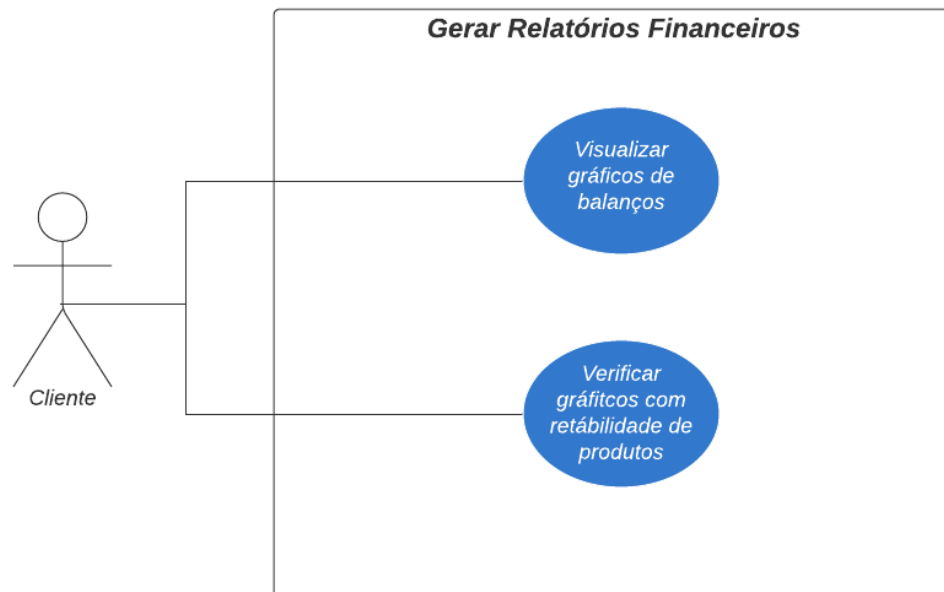 Gerar Relatórios Financeiros
Visualizar
gráficos de
balanços
Cliente
Verificar
gráfitcos com
retábilidade de
produtos